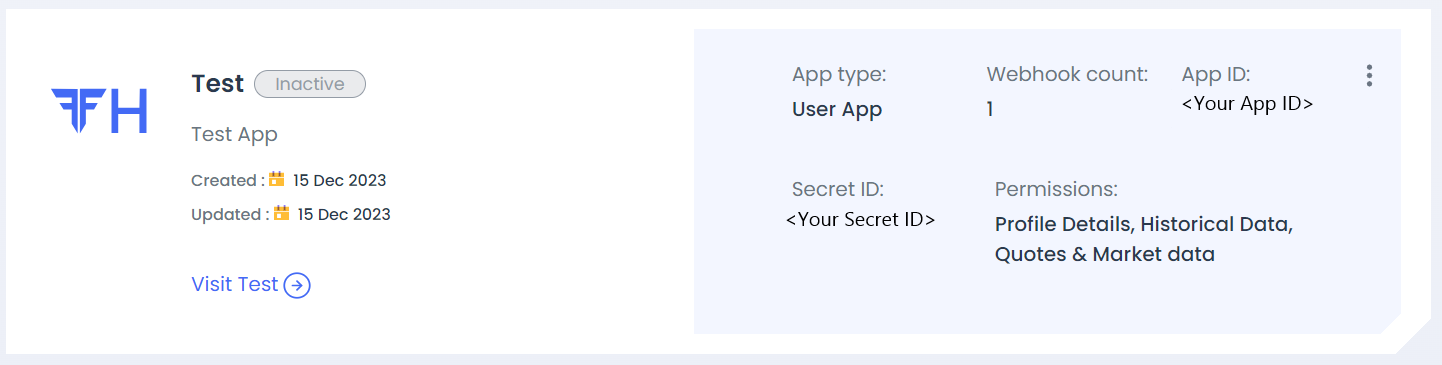 FFH
Test Inactive
Test App
Created : 15 Dec 2023
Updated : 15 Dec 2023
Visit Test
App type:
User App
Webhook count:
1
App ID:
<Your App ID>
Secret ID:
<Your Secret ID>
Permissions:
Profile Details, Historical Data,
Quotes & Market data